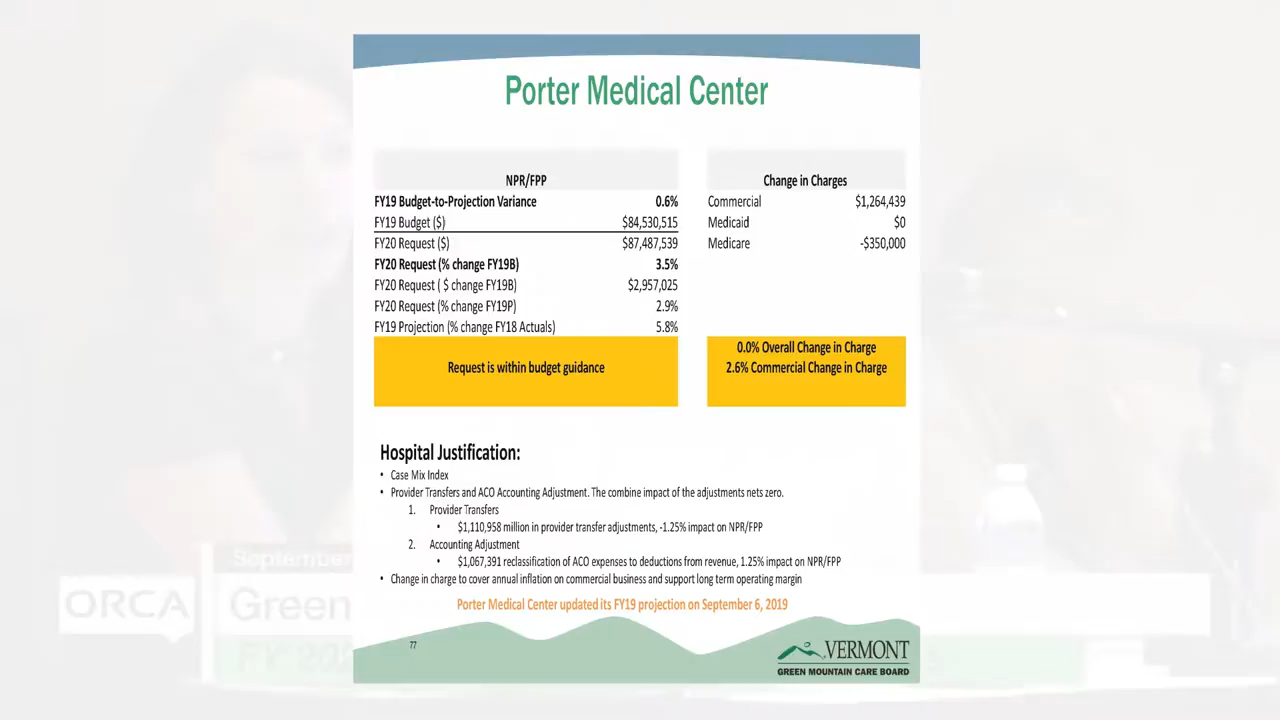 Porter Medical Center
NPR/FPP
FY19 Budget-to-Projection Variance 0.6%
FY19 Budget ($) $84,530,515
FY20 Request ($) $87,487,539
FY20 Request (% change FY19B) 3.5%
FY20 Request ( $ change FY19B) $2,957,025
FY20 Request (% change FY19P) 2.9%
FY19 Projection (% change FY18 Actuals) 5.8%
Request is within budget guidance
Change in Charges
Commercial $1,264,439
Medicaid $0
Medicare -$350,000
0.0% Overall Change in Charge
2.6% Commercial Change in Charge
Hospital Justification:
• Case Mix Index
• Provider Transfers and ACO Accounting Adjustment. The combine impact of the adjustments nets zero.
1. Provider Transfers
• $1,110,958 million in provider transfer adjustments, -1.25% impact on NPR/FPP
2. Accounting Adjustment
• $1,067,391 reclassification of ACO expenses to deductions from revenue, 1.25% impact on NPR/FPP
• Change in charge to cover annual inflation on commercial business and support long term operating margin
Porter Medical Center updated its FY19 projection on September 6, 2019
77
VERMONT
GREEN MOUNTAIN CARE BOARD
September
ORCA
Green
FY